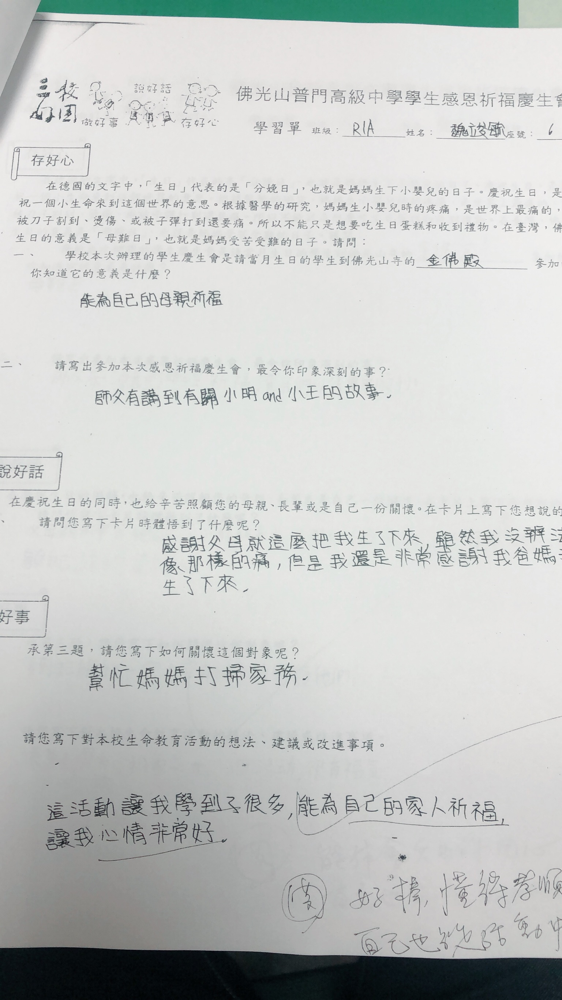 三校
向國
做好事
說好話
存好心
佛光山普門高級中學學生感恩祈福慶生會
學習單 班級：R1A 姓名：魏竣 座號：6
存好心
在德國的文字中，「生日」代表的是「分娩日」，也就是媽媽生下小嬰兒的日子。慶祝生日，是
祝一個小生命來到這個世界的意思。根據醫學的研究，媽媽生小嬰兒時的疼痛，是世界上最痛的，
被刀子割到、燙傷、或被子彈打到還要痛。所以不能只是想要吃生日蛋糕和收到禮物。在臺灣，佛
生日的意義是「母難日」，也就是媽媽受苦受難的日子。請問：
一、 學校本次辦理的學生慶生會是請當月生日的學生到佛光山寺的 金佛殿 參加
你知道它的意義是什麼？
能為自己的母親祈福
二、 請寫出參加本次感恩祈福慶生會，最令你印象深刻的事？
師父有講到有關小明and小王的故事。
說好話
在慶祝生日的同時，也給辛苦照顧您的母親、長輩或是自己一份關懷。在卡片上寫下您想說的
、 請問您寫下卡片時體悟到了什麼呢？
感謝父母就這麼把我生了下來，雖然我沒辦法
像那樣的痛，但是我還是非常感謝我爸媽
生了下來。
好事
承第三題，請您寫下如何關懷這個對象呢？
幫忙媽媽打掃家務。
請您寫下對本校生命教育活動的想法、建議或改進事項。
這活動讓我學到了很多，能為自己的家人祈福，
讓我心情非常好。
好棒，懂得孝順
自己也能活動中